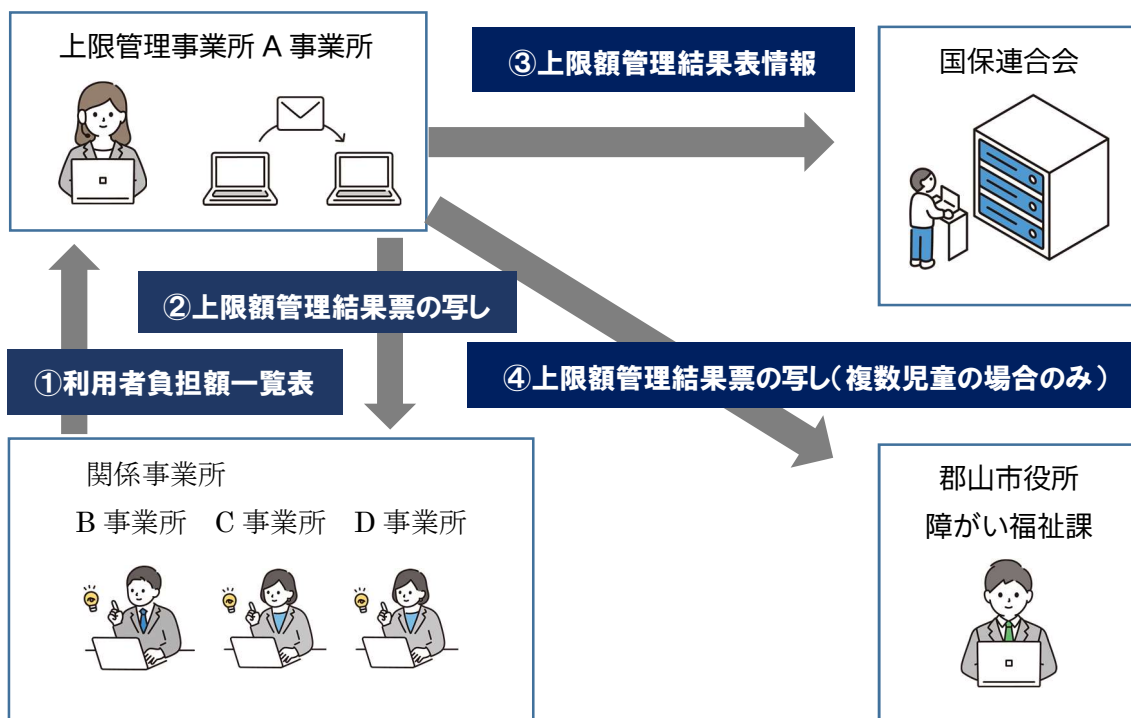 上限管理事業所 A 事業所
③上限額管理結果表情報
国保連合会
②上限額管理結果票の写し
①利用者負担額一覧表
④上限額管理結果票の写し(複数児童の場合のみ)
関係事業所
B 事業所 C 事業所 D 事業所
郡山市役所
障がい福祉課